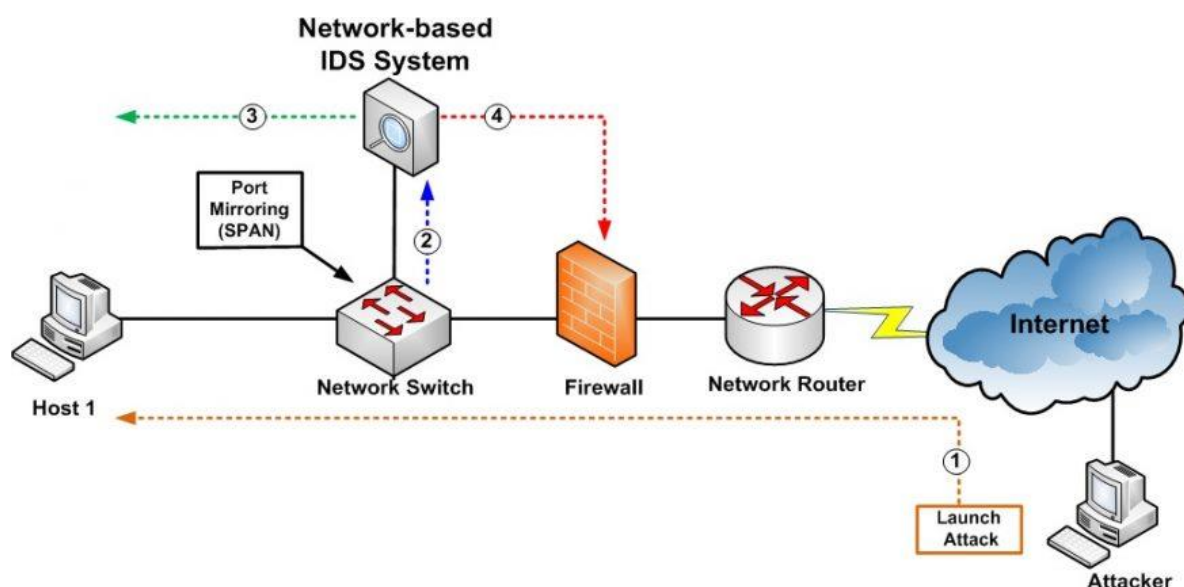 Network-based
IDS System
3
4
Port
Mirroring
(SPAN)
2
Internet
Network Switch
Firewall
Network Router
Host 1
1
Launch
Attack
Attacker